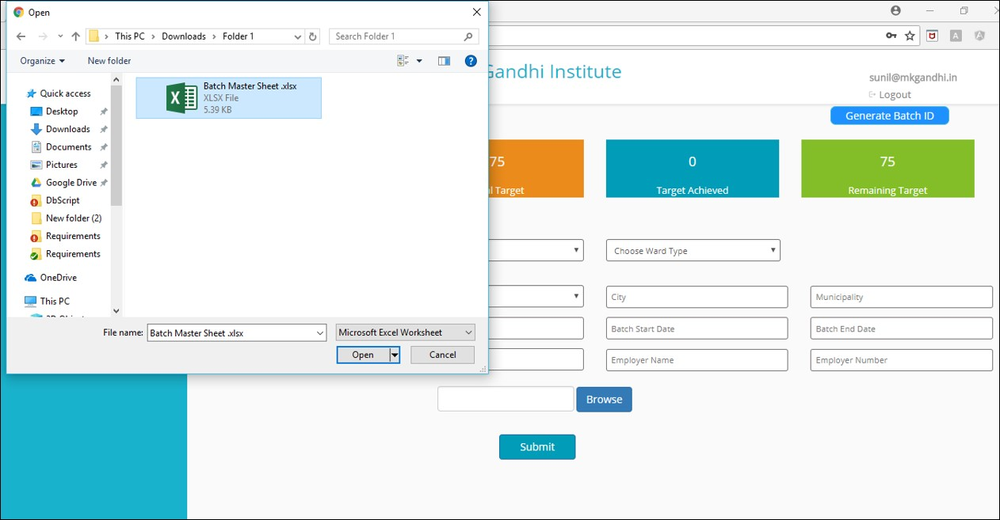 Open
This PC > Downloads > Folder 1
Search Folder 1
Organize
New folder
Quick access
Desktop
Downloads
Documents
Pictures
Google Drive
DbScript
New folder (2)
Requirements
Requirements
OneDrive
This PC
Batch Master Sheet .xlsx
XLSX File
5.39 KB
File name:
Batch Master Sheet .xlsx
Microsoft Excel Worksheet
Open
Cancel
Gandhi Institute
sunil@mkgandhi.in
Logout
Generate Batch ID
75
l Target
0
Target Achieved
75
Remaining Target
Choose Ward Type
City
Municipality
Batch Start Date
Batch End Date
Employer Name
Employer Number
Browse
Submit